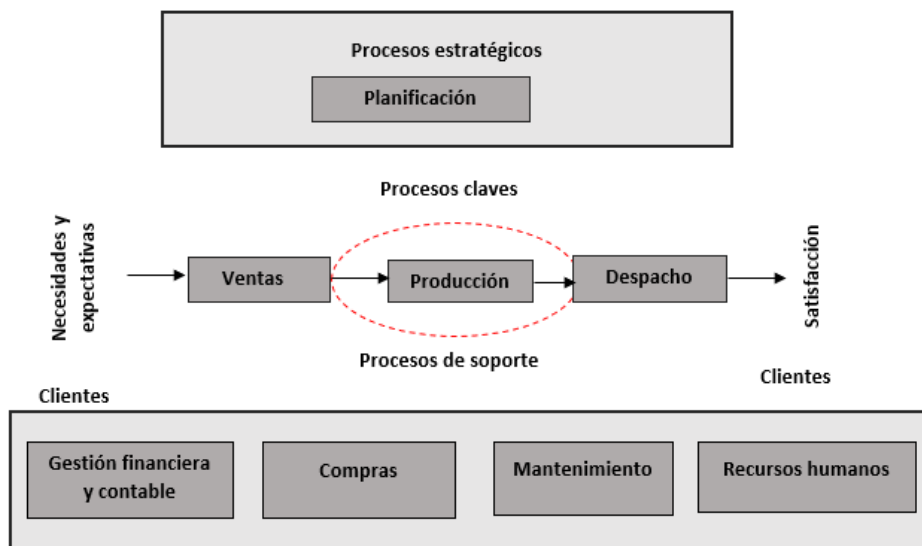 Procesos estratégicos
Planificación
Procesos claves
Necesidades y
expectativas
Ventas
Producción
Despacho
Satisfacción
Procesos de soporte
Clientes
Clientes
Gestión financiera
y contable
Compras
Mantenimiento
Recursos humanos